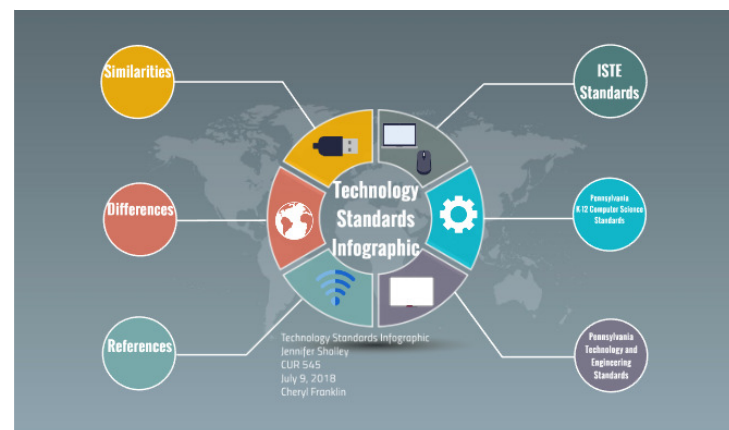 Similarities
ISTE
Standards
Technology
Standards
Infographic
Differences
Pennsylvania
K-12 Computer Science
Standards
References
Pennsylvania
Technology and
Engineering
Standards
Technology Standards Infographic
Jennifer Sholley
CUR 545
July 9, 2018
Cheryl Franklin